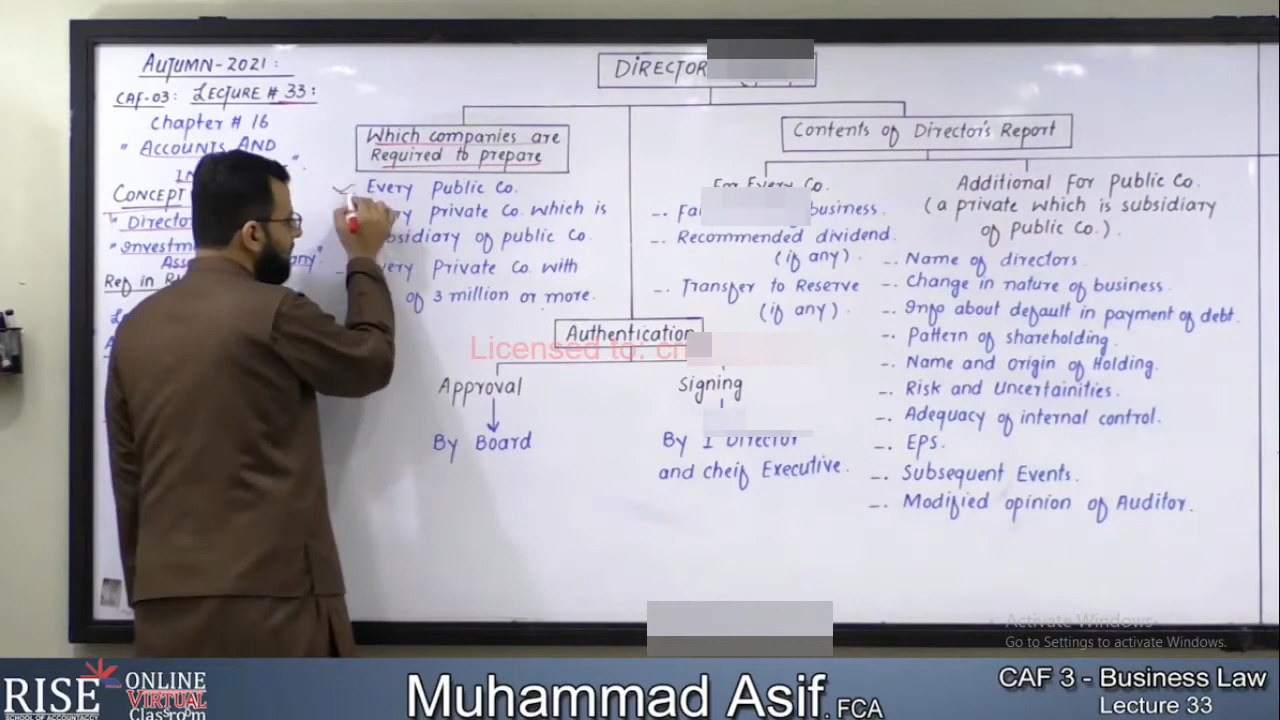 AUTUMN-2021:
CAF-03: LECTURE # 33:
Chapter # 16
" ACCOUNTS AND
CONCEPT
" Director
" Investm
any".
Ref in R
DIRECTOR
Which companies are
Required to prepare
Every Public Co.
private Co. which is
of public Co.
Private Co. with
of 3 million or more.
Authentication
Approval
By Board
Signing
By 1 Director
and cheif Executive.
Contents of Director's Report
For Every Co.
-. business.
-. Recommended dividend.
(if any).
-. Transfer to Reserve
(if any).
Additional For Public Co.
(a private which is subsidiary
of public Co.).
-. Name of directors
-. Change in nature of business.
-. Info about default in payment of debt.
-. Pattern of shareholding.
-. Name and origin of Holding.
-. Risk and Uncertainities.
-. Adequacy of internal control.
-. EPS.
-. Subsequent Events.
-. Modified opinion of Auditor.
Licensed to:
Activate Windows
Go to Settings to activate Windows.
RISE
SCHOOL OF ACCOUNTANCY
ONLINE
VIRTUAL
Classroom
Muhammad Asif, FCA
CAF 3 - Business Law
Lecture 33